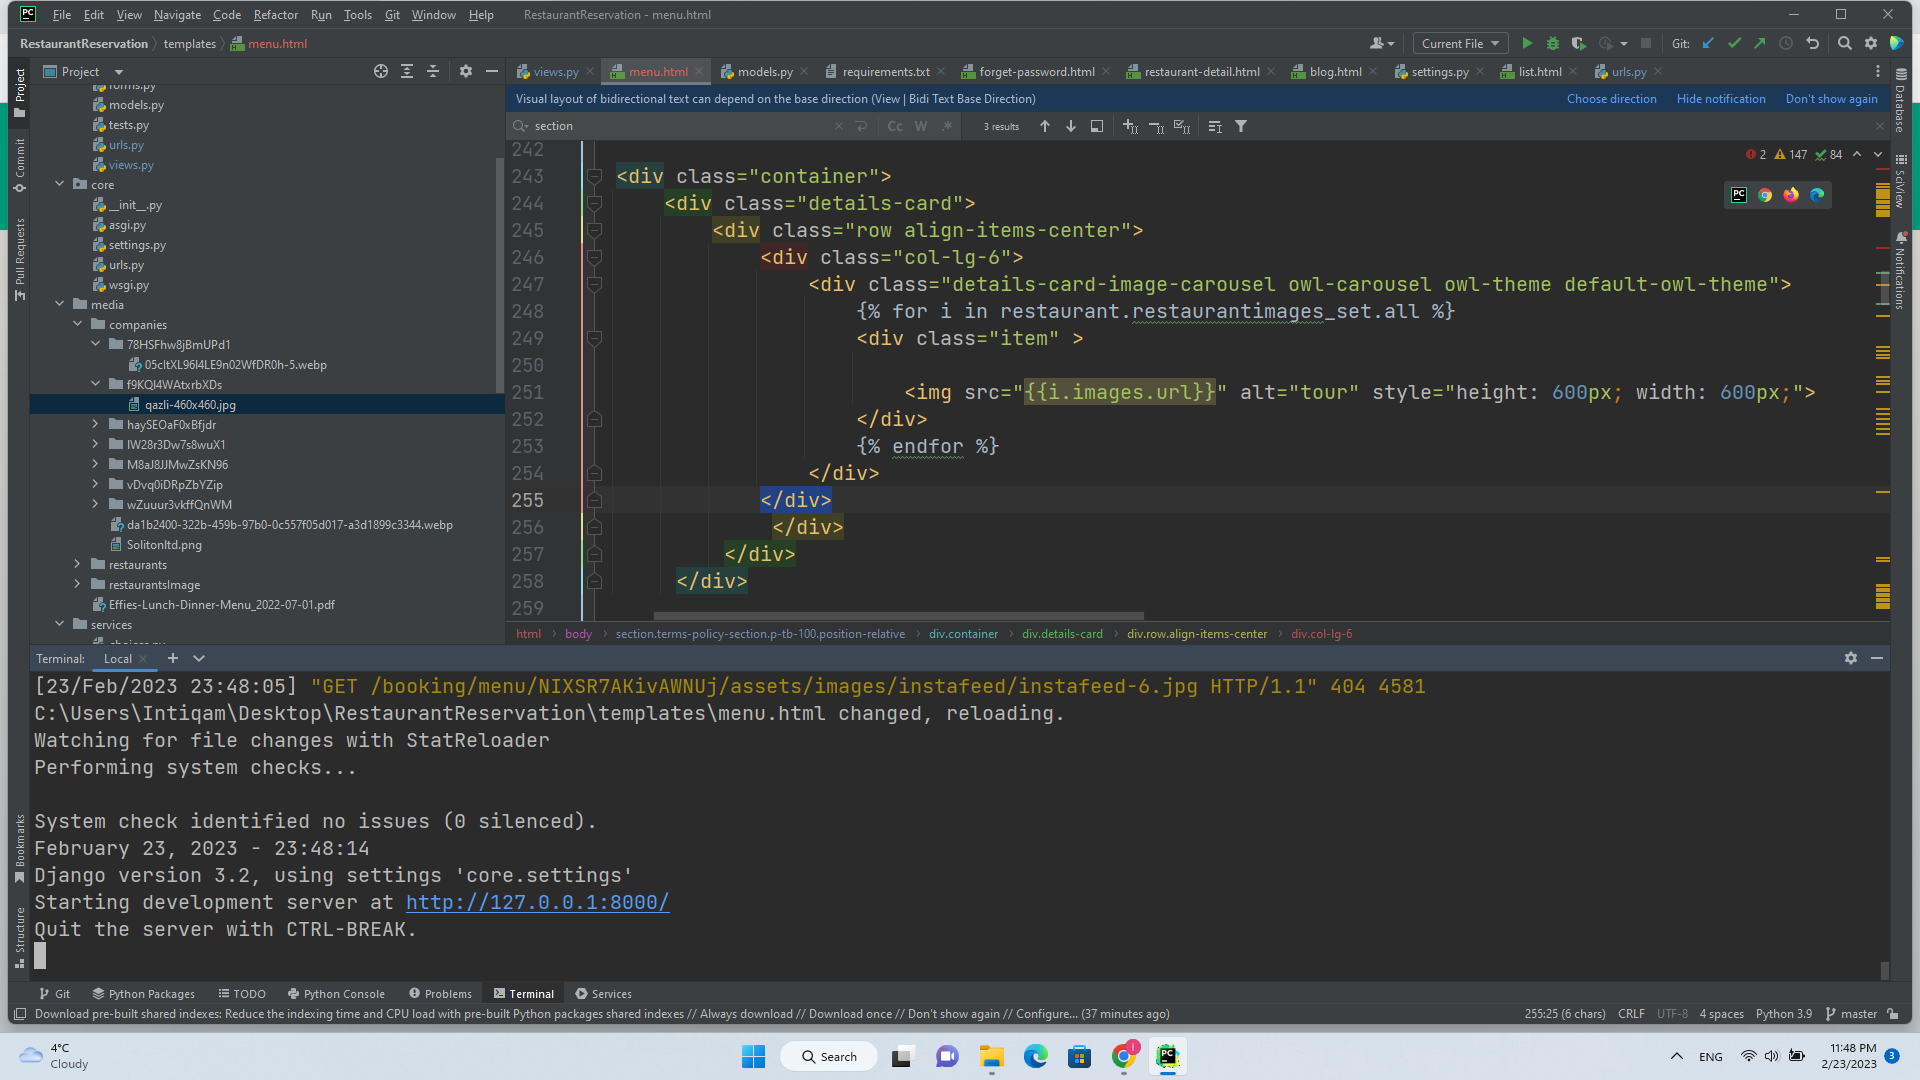 PC File Edit View Navigate Code Refactor Run Tools Git Window Help RestaurantReservation - menu.html
RestaurantReservation templates menu.html Current File Git:
Project views.py menu.html models.py requirements.txt forget-password.html restaurant-detail.html blog.html settings.py list.html urls.py
Visual layout of bidirectional text can depend on the base direction (View | Bidi Text Base Direction) Choose direction Hide notification Don't show again
section Cc W .* 3 results
2 147 84
Project
Commit
Pull Requests
Bookmarks
Structure
Database
SciView
Notifications
forms.py
models.py
tests.py
urls.py
views.py
core
__init__.py
asgi.py
settings.py
urls.py
wsgi.py
media
companies
78HSFhw8jBmUPd1
05cltXL96l4LE9n02WfDR0h-5.webp
f9KQl4WAtxrbXDs
qazli-460x460.jpg
haySEOaF0xBfjdr
IW28r3Dw7s8wuX1
M8aJ8JJMwZsKN96
vDvq0iDRpZbYZip
wZuuur3vkffQnWM
da1b2400-322b-459b-97b0-0c557f05d017-a3d1899c3344.webp
Solitonltd.png
restaurants
restaurantsImage
Effies-Lunch-Dinner-Menu_2022-07-01.pdf
services
choices.py
242
243 <div class="container">
244 <div class="details-card">
245 <div class="row align-items-center">
246 <div class="col-lg-6">
247 <div class="details-card-image-carousel owl-carousel owl-theme default-owl-theme">
248 {% for i in restaurant.restaurantimages_set.all %}
249 <div class="item" >
250
251 <img src="{{i.images.url}}" alt="tour" style="height: 600px; width: 600px;">
252 </div>
253 {% endfor %}
254 </div>
255 </div>
256 </div>
257 </div>
258 </div>
259
html body section.terms-policy-section.p-tb-100.position-relative div.container div.details-card div.row.align-items-center div.col-lg-6
Terminal: Local
[23/Feb/2023 23:48:05] "GET /booking/menu/NIXSR7AKivAWNUj/assets/images/instafeed/instafeed-6.jpg HTTP/1.1" 404 4581
C:\Users\Intiqam\Desktop\RestaurantReservation\templates\menu.html changed, reloading.
Watching for file changes with StatReloader
Performing system checks...
System check identified no issues (0 silenced).
February 23, 2023 - 23:48:14
Django version 3.2, using settings 'core.settings'
Starting development server at http://127.0.0.1:8000/
Quit the server with CTRL-BREAK.
Git Python Packages TODO Python Console Problems Terminal Services
Download pre-built shared indexes: Reduce the indexing time and CPU load with pre-built Python packages shared indexes // Always download // Download once // Don't show again // Configure... (37 minutes ago) 255:25 (6 chars) CRLF UTF-8 4 spaces Python 3.9 master
4°C
Cloudy
Search
ENG
11:48 PM
2/23/2023
3